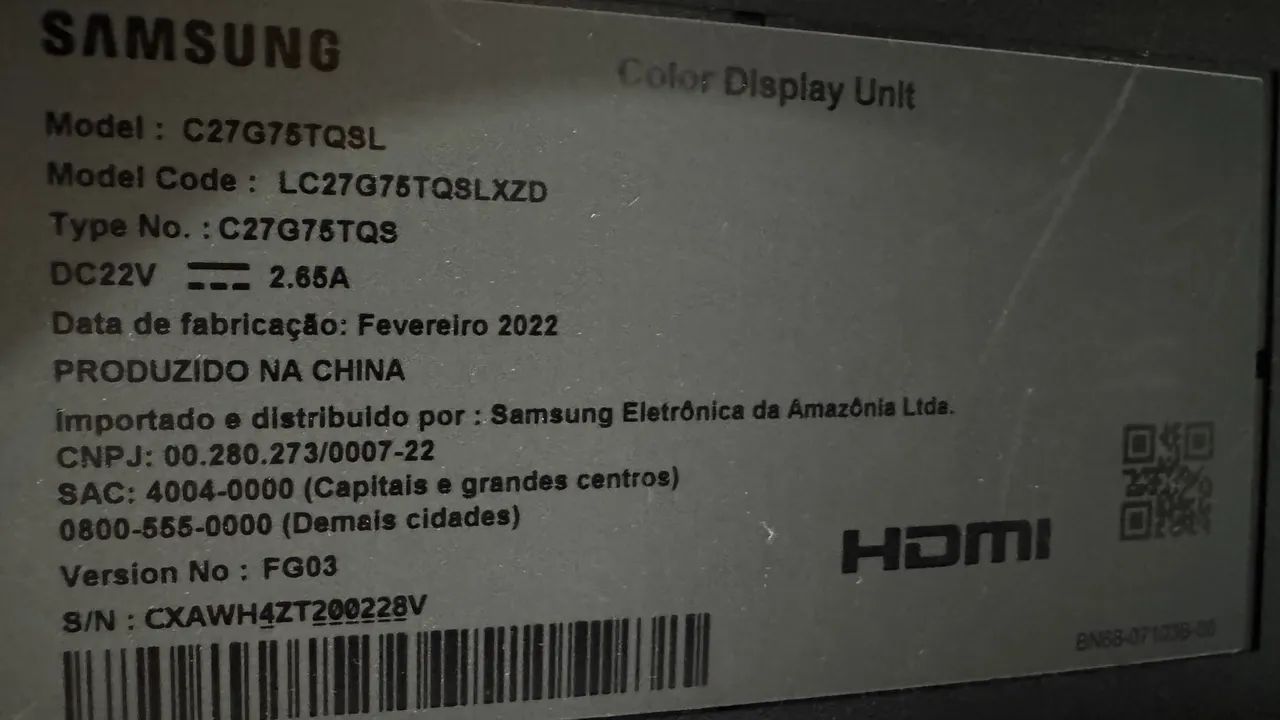 SAMSUNG
Color Display Unit
Model : C27G75TQSL
Model Code : LC27G75TQSLXZD
Type No. : C27G75TQS
DC22V 2.65A
Data de fabricação: Fevereiro 2022
PRODUZIDO NA CHINA
Importado e distribuido por : Samsung Eletrônica da Amazônia Ltda.
CNPJ: 00.280.273/0007-22
SAC: 4004-0000 (Capitais e grandes centros)
0800-555-0000 (Demais cidades)
HDMI
Version No : FG03
S/N : CXAWH4ZT200228V